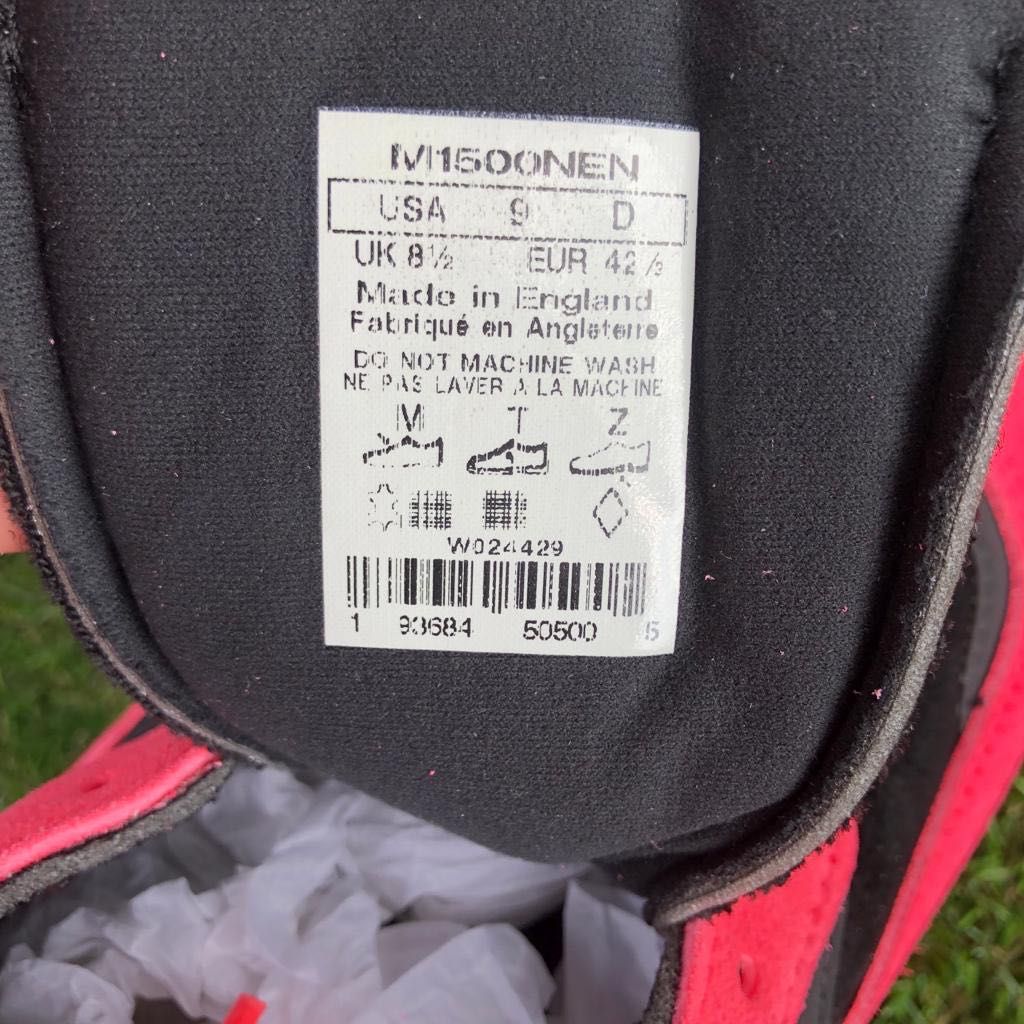 M1500NEN
USA 9 D
UK 8½ EUR 42½
Made in England
Fabriqué en Angleterre
DO NOT MACHINE WASH
NE PAS LAVER A LA MACHINE
M T Z
W024429
1 93684 50500 5